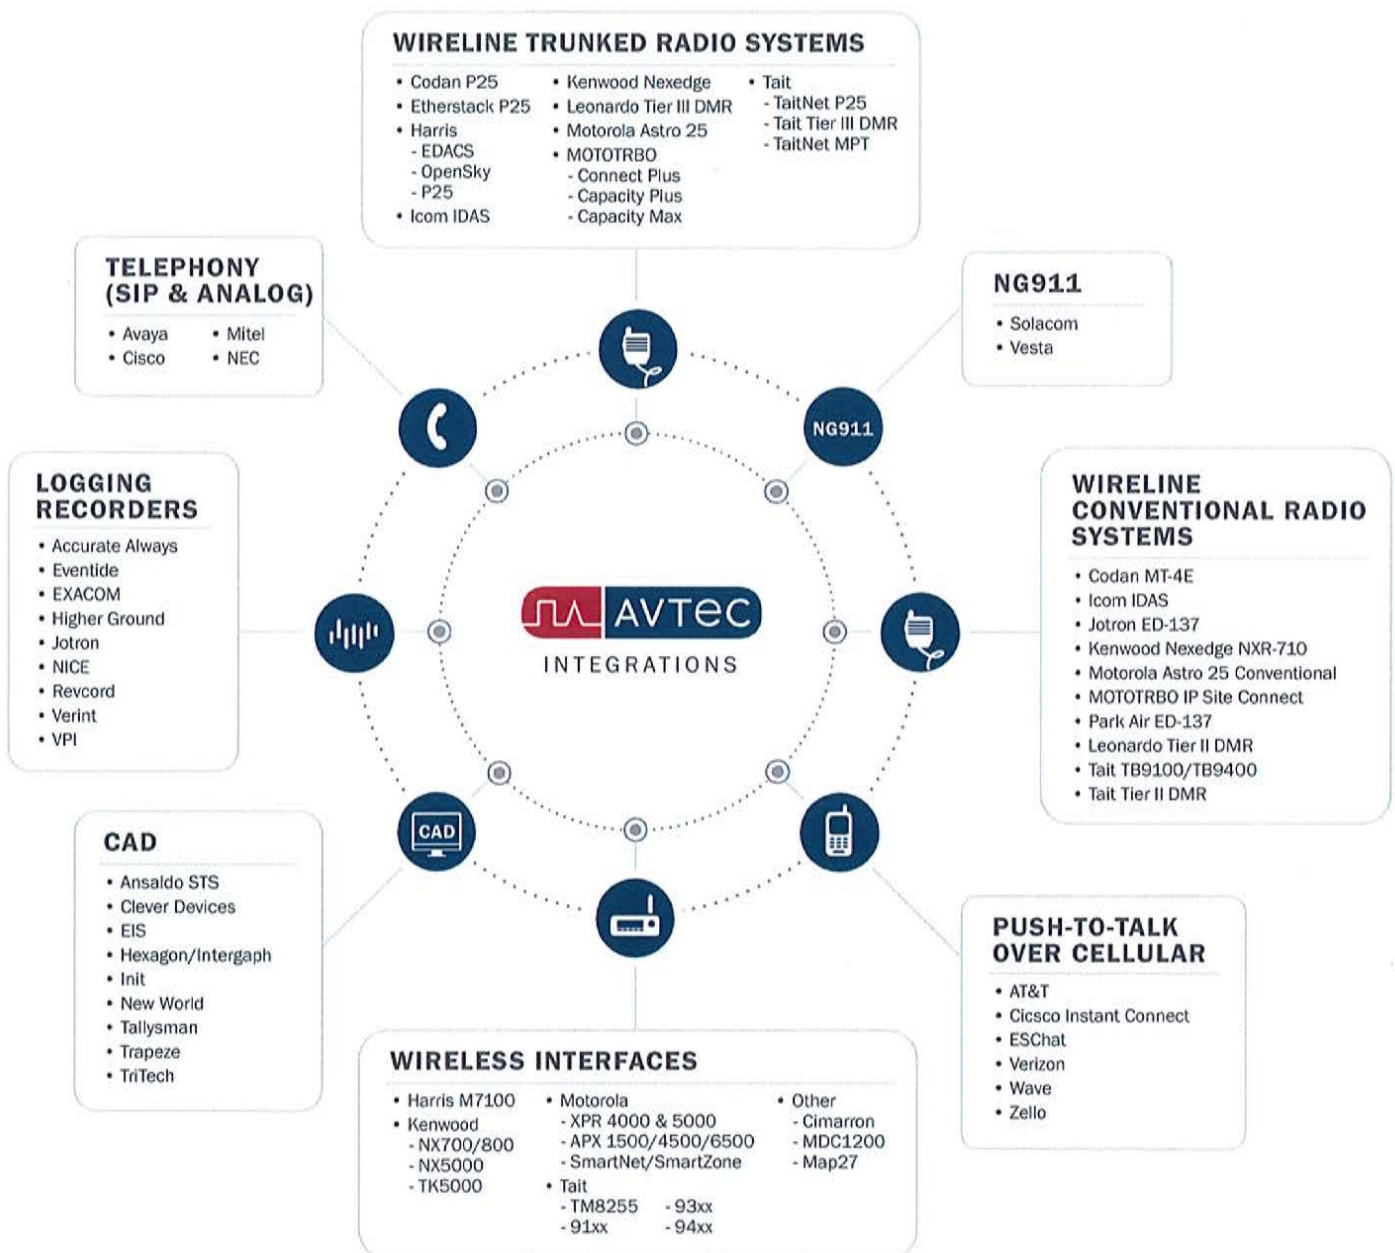 WIRELINE TRUNKED RADIO SYSTEMS
• Codan P25
• Etherstack P25
• Harris
- EDACS
- OpenSky
- P25
• Icom IDAS
• Kenwood Nexedge
• Leonardo Tier III DMR
• Motorola Astro 25
• MOTOTRBO
- Connect Plus
- Capacity Plus
- Capacity Max
• Tait
- TaitNet P25
- Tait Tier III DMR
- TaitNet MPT
TELEPHONY
(SIP & ANALOG)
• Avaya
• Cisco
• Mitel
• NEC
NG911
• Solacom
• Vesta
NG911
LOGGING
RECORDERS
• Accurate Always
• Eventide
• EXACOM
• Higher Ground
• Jotron
• NICE
• Revcord
• Verint
• VPI
AVTEC
INTEGRATIONS
WIRELINE
CONVENTIONAL RADIO
SYSTEMS
• Codan MT-4E
• Icom IDAS
• Jotron ED-137
• Kenwood Nexedge NXR-710
• Motorola Astro 25 Conventional
• MOTOTRBO IP Site Connect
• Park Air ED-137
• Leonardo Tier II DMR
• Tait TB9100/TB9400
• Tait Tier II DMR
CAD
CAD
• Ansaldo STS
• Clever Devices
• EIS
• Hexagon/Intergaph
• Init
• New World
• Tallysman
• Trapeze
• TriTech
PUSH-TO-TALK
OVER CELLULAR
• AT&T
• Cicsco Instant Connect
• ESChat
• Verizon
• Wave
• Zello
WIRELESS INTERFACES
• Harris M7100
• Kenwood
- NX700/800
- NX5000
- TK5000
• Motorola
- XPR 4000 & 5000
- APX 1500/4500/6500
- SmartNet/SmartZone
• Tait
- TM8255 - 93xx
- 91xx - 94xx
• Other
- Cimarron
- MDC1200
- Map27